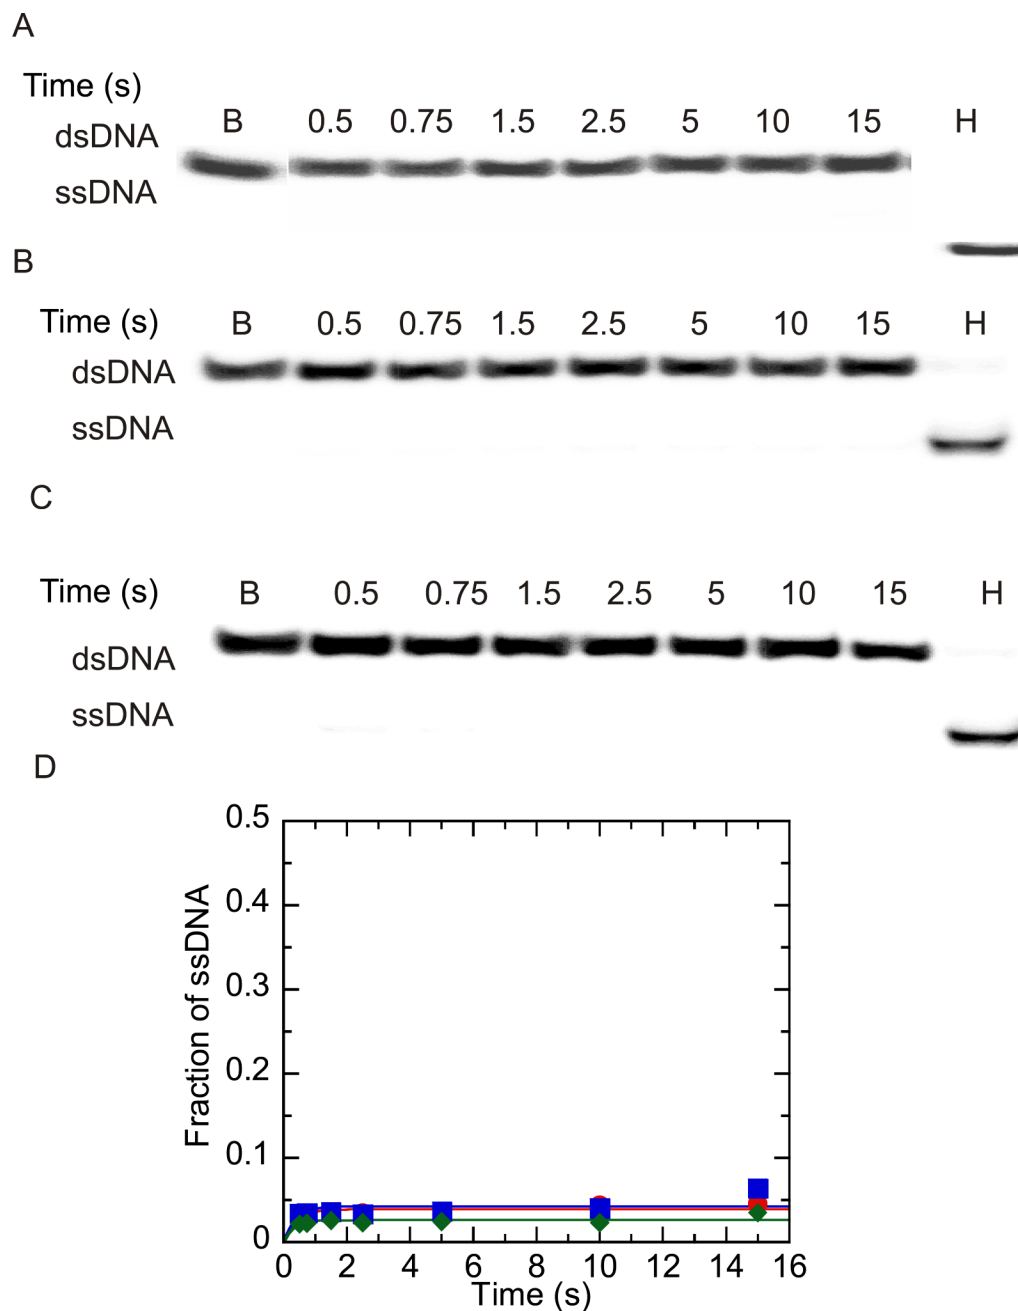 A
Time (s)
B 0.5 0.75 1.5 2.5 5 10 15 H
dsDNA
ssDNA
B
Time (s) B 0.5 0.75 1.5 2.5 5 10 15 H
dsDNA
ssDNA
C
Time (s) B 0.5 0.75 1.5 2.5 5 10 15 H
dsDNA
ssDNA
D
0.5
0.4
0.3
0.2
0.1
0
Fraction of ssDNA
0 2 4 6 8 10 12 14 16
Time (s)